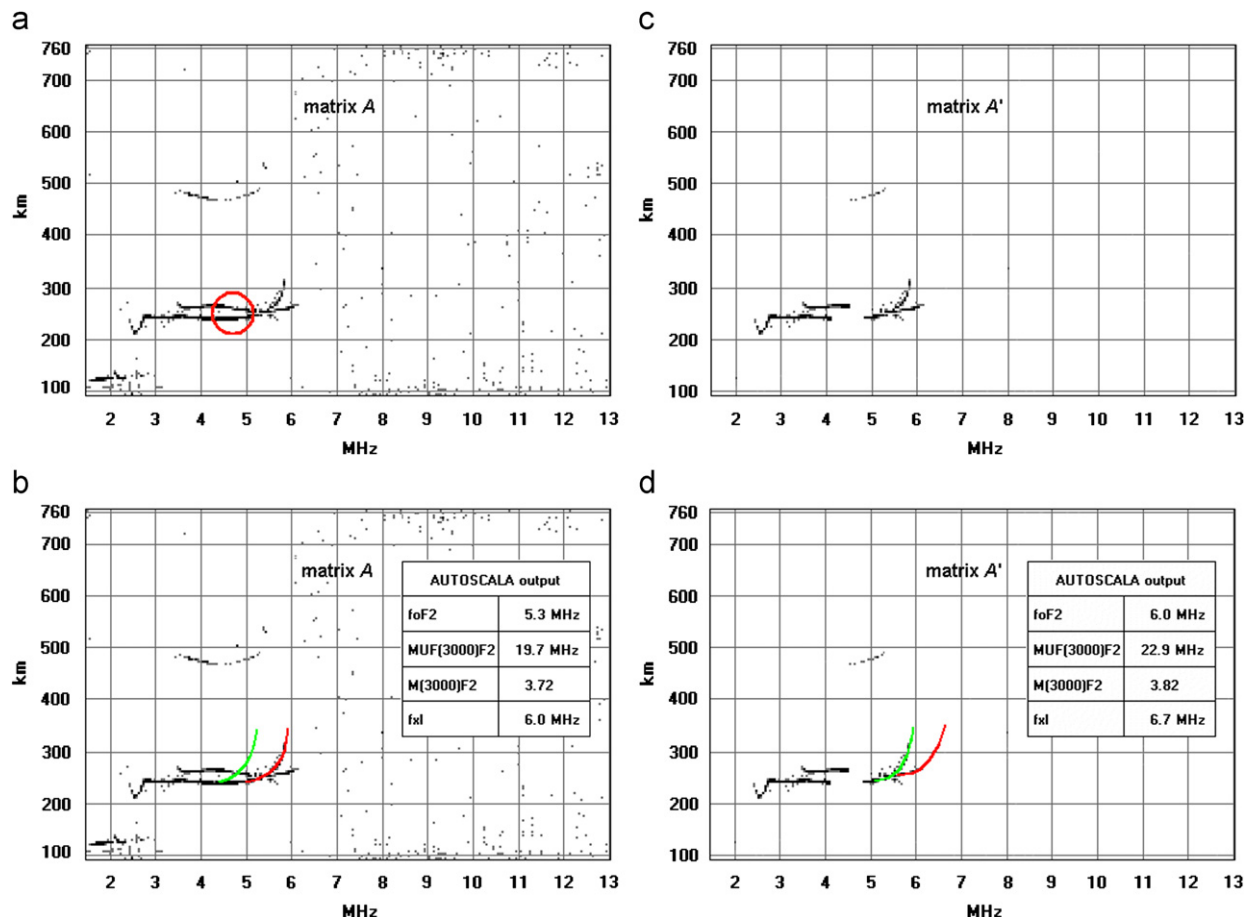 a
760
700
600
500
400
300
200
100
km
matrix A
2 3 4 5 6 7 8 9 10 11 12 13
MHz
c
760
700
600
500
400
300
200
100
km
matrix A'
2 3 4 5 6 7 8 9 10 11 12 13
MHz
b
760
700
600
500
400
300
200
100
km
matrix A
AUTOSCALA output
foF2 5.3 MHz
MUF(3000)F2 19.7 MHz
M(3000)F2 3.72
fxI 6.0 MHz
2 3 4 5 6 7 8 9 10 11 12 13
MHz
d
760
700
600
500
400
300
200
100
km
matrix A'
AUTOSCALA output
foF2 6.0 MHz
MUF(3000)F2 22.9 MHz
M(3000)F2 3.82
fxI 6.7 MHz
2 3 4 5 6 7 8 9 10 11 12 13
MHz